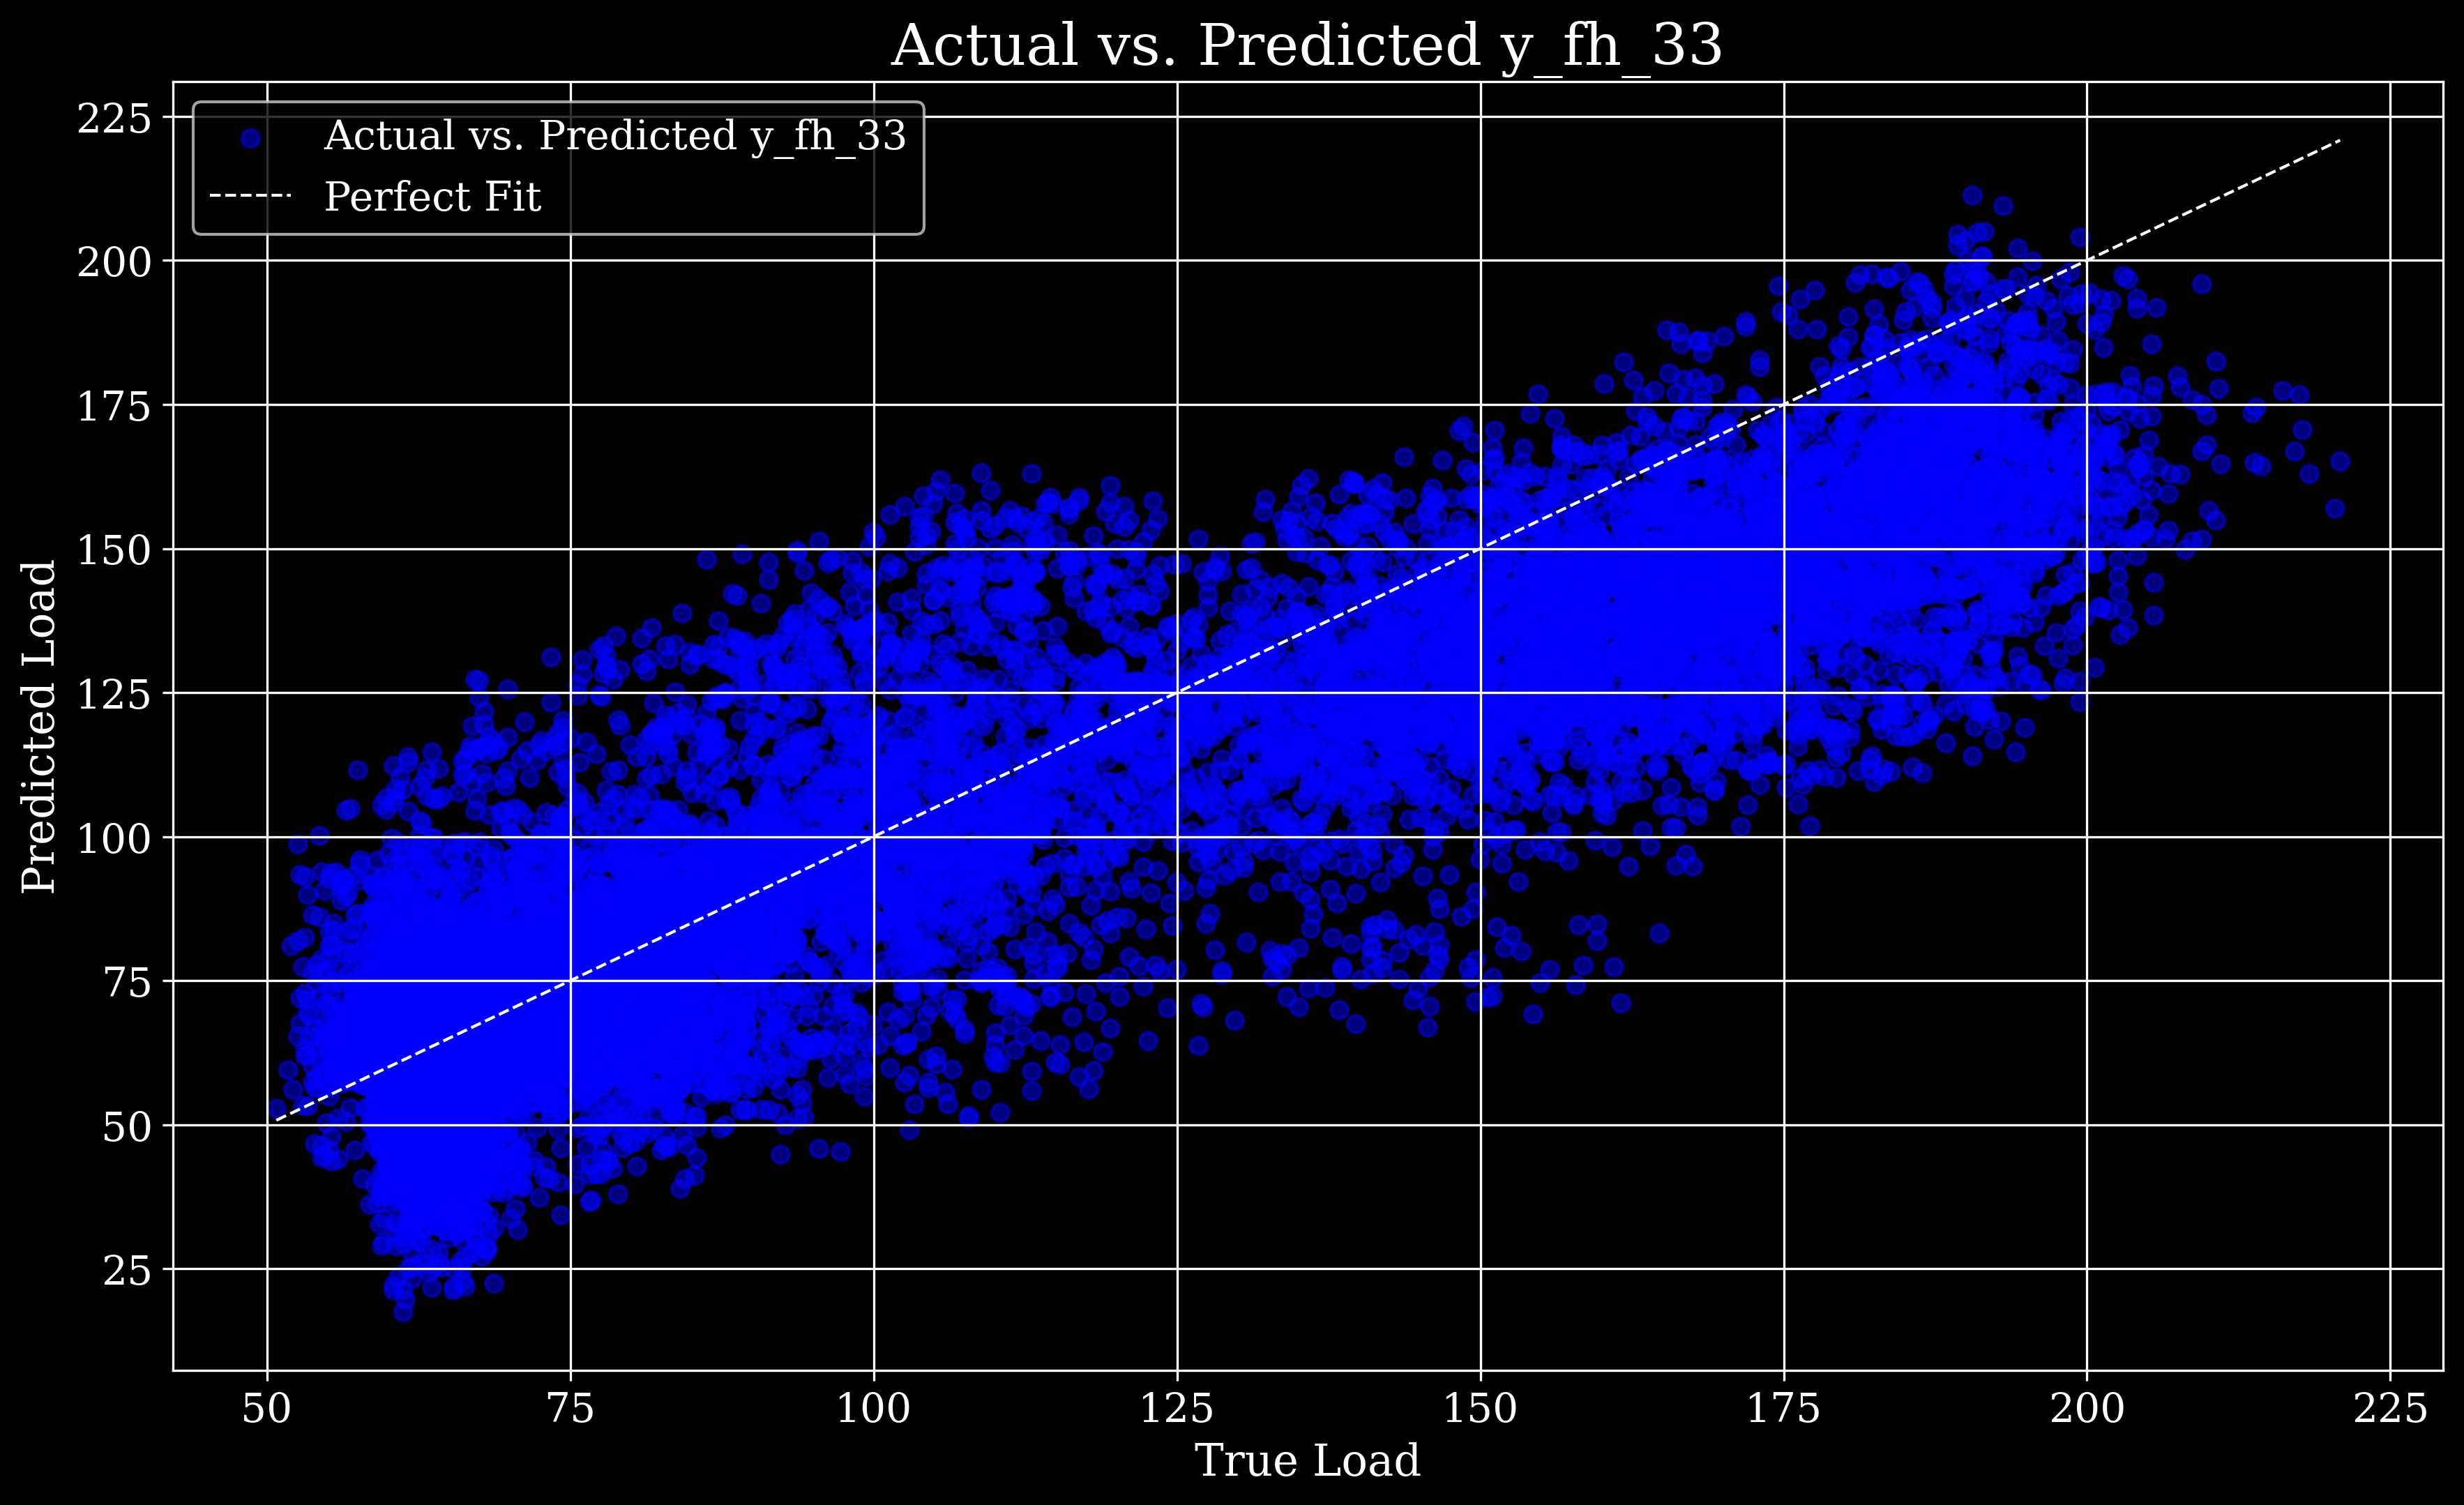 Actual vs. Predicted y_fh_33
Actual vs. Predicted y_fh_33
Perfect Fit
225
200
175
150
125
100
75
50
25
Predicted Load
50 75 100 125 150 175 200 225
True Load